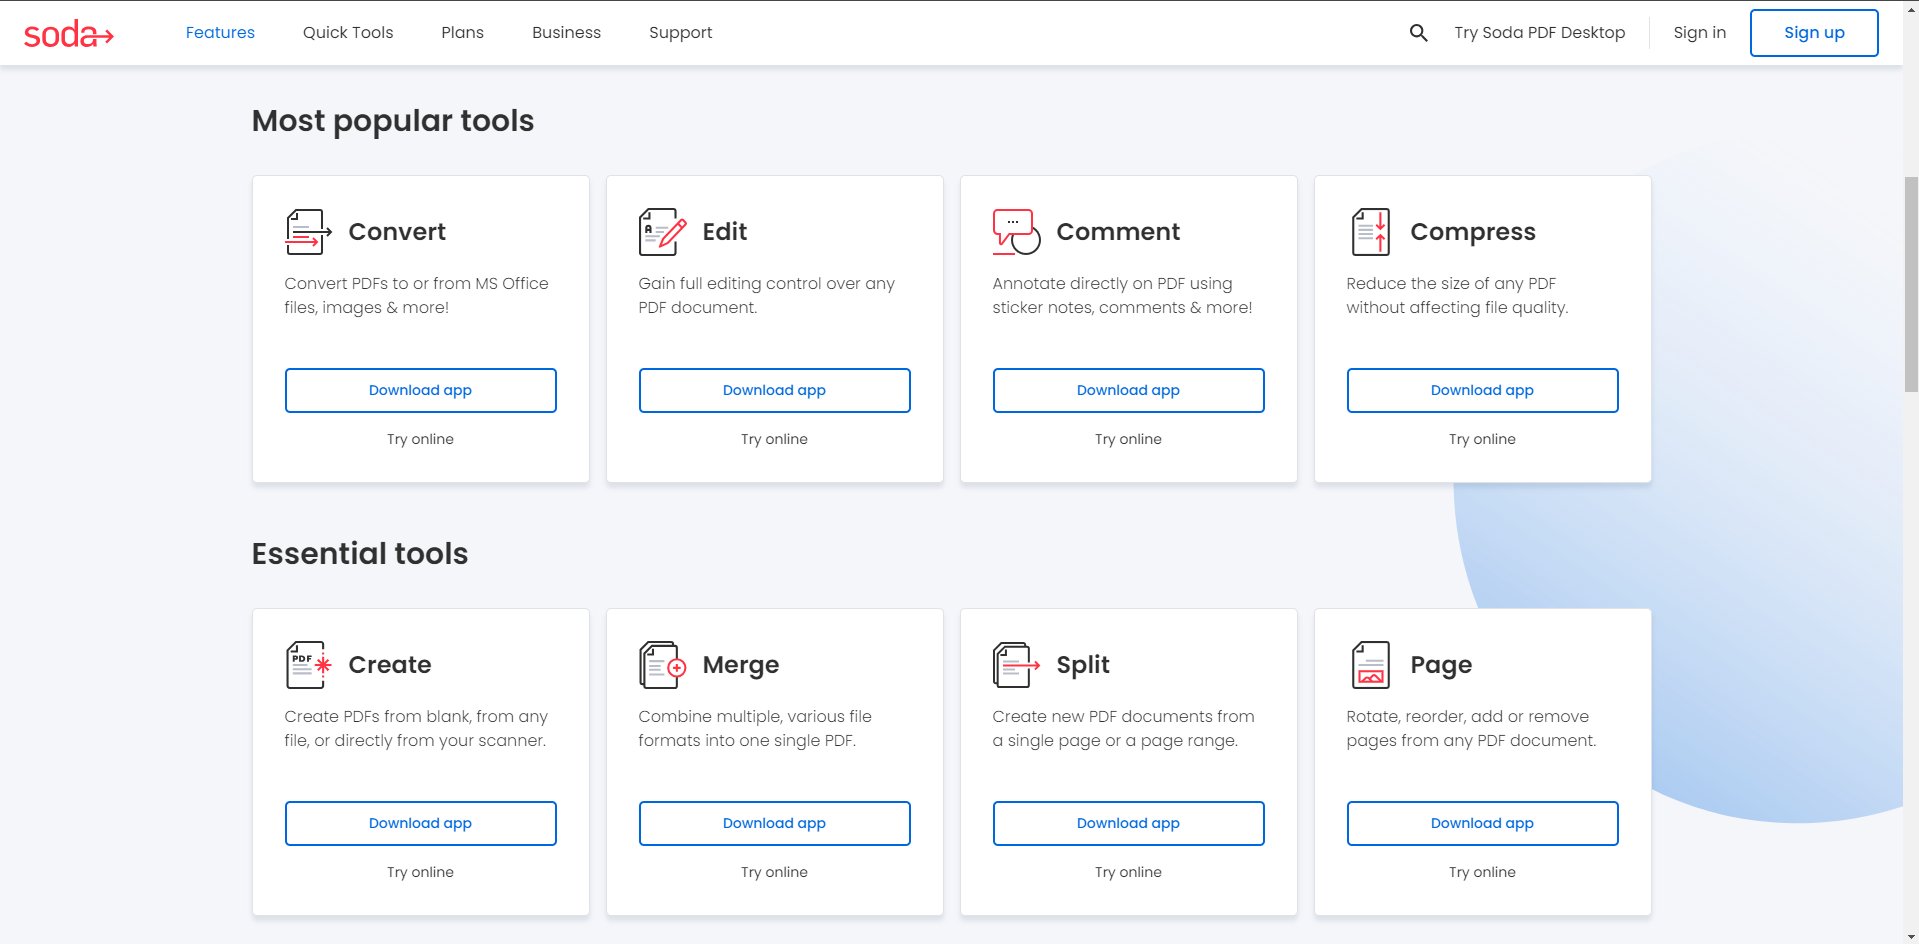 soda
Features Quick Tools Plans Business Support Try Soda PDF Desktop Sign in Sign up
Most popular tools
Convert
Convert PDFs to or from MS Office
files, images & more!
Download app
Try online
Edit
Gain full editing control over any
PDF document.
Download app
Try online
Comment
Annotate directly on PDF using
sticker notes, comments & more!
Download app
Try online
Compress
Reduce the size of any PDF
without affecting file quality.
Download app
Try online
Essential tools
PDF
Create
Create PDFs from blank, from any
file, or directly from your scanner.
Download app
Try online
Merge
Combine multiple, various file
formats into one single PDF.
Download app
Try online
Split
Create new PDF documents from
a single page or a page range.
Download app
Try online
Page
Rotate, reorder, add or remove
pages from any PDF document.
Download app
Try online